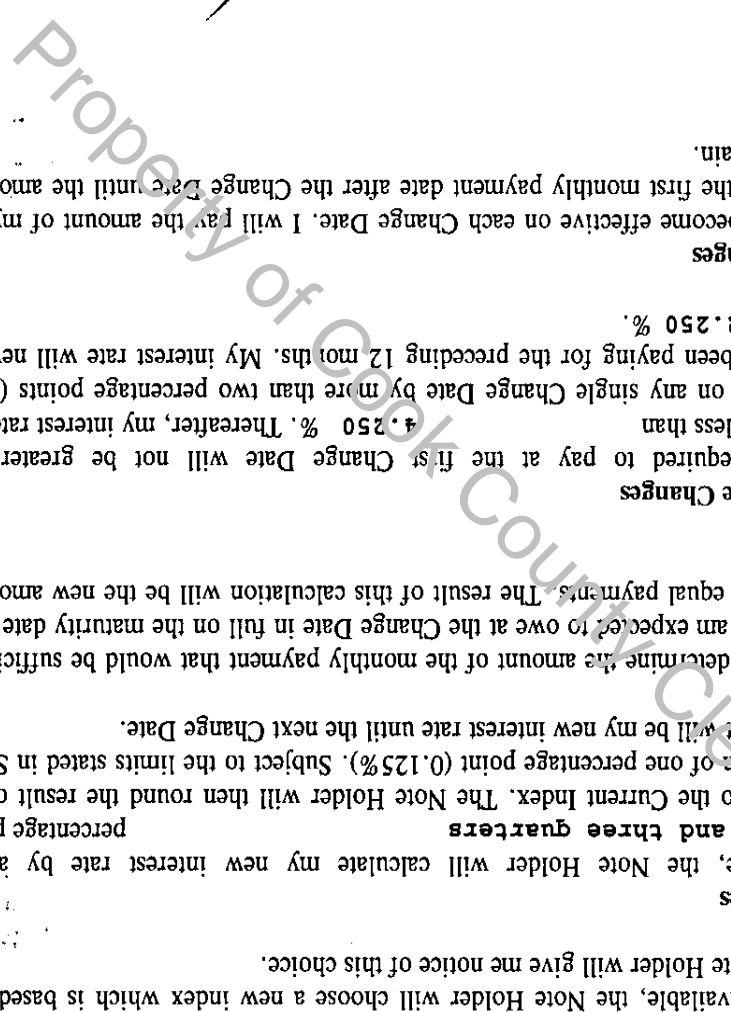 vailable, the Note Holder will choose a new index which is based
te Holder will give me notice of this choice.
s
e, the Note Holder will calculate my new interest rate by a
and three quarters percentage p
o the Current Index. The Note Holder will then round the result o
of one percentage point (0.125%). Subject to the limits stated in S
t will be my new interest rate until the next Change Date.
determine the amount of the monthly payment that would be suffici
am expected to owe at the Change Date in full on the maturity date
equal payments. The result of this calculation will be the new amo
e Changes
equired to pay at the first Change Date will not be greater
less than 4.250 %. Thereafter, my interest rate
on any single Change Date by more than two percentage points (
been paying for the preceding 12 months. My interest rate will nev
2.250 %.
nges
become effective on each Change Date. I will pay the amount of my
the first monthly payment date after the Change Date until the amo
ain.
Property of Cook County Cle